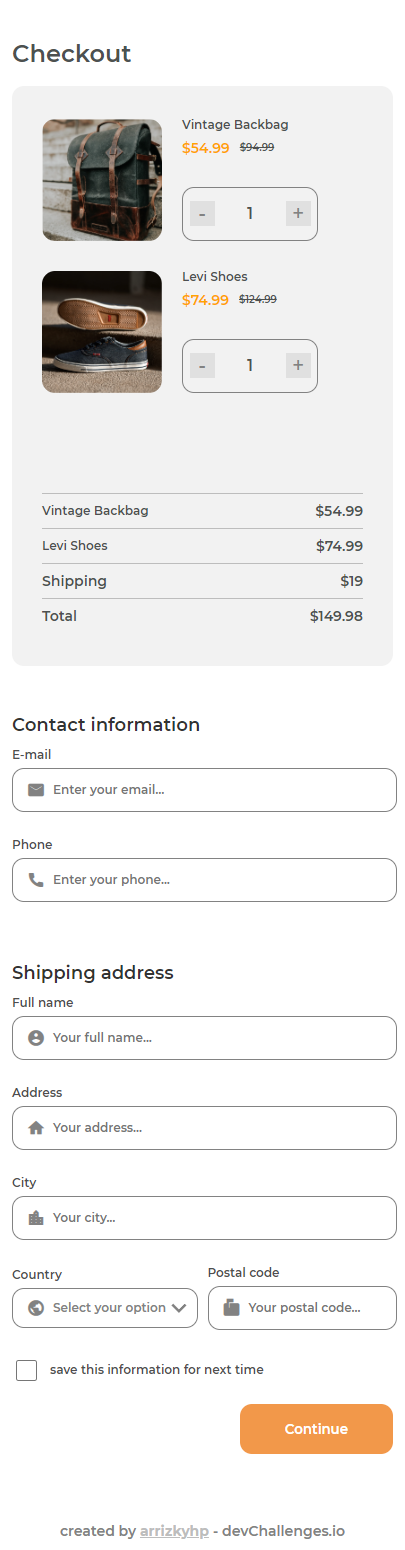 Checkout
Vintage Backbag
$54.99 $94.99
- 1 +
Levi Shoes
$74.99 $124.99
- 1 +
Vintage Backbag $54.99
Levi Shoes $74.99
Shipping $19
Total $149.98
Contact information
E-mail
Enter your email...
Phone
Enter your phone...
Shipping address
Full name
Your full name...
Address
Your address...
City
Your city...
Country Postal code
Select your option Your postal code...
save this information for next time
Continue
created by arrizkyhp - devChallenges.io